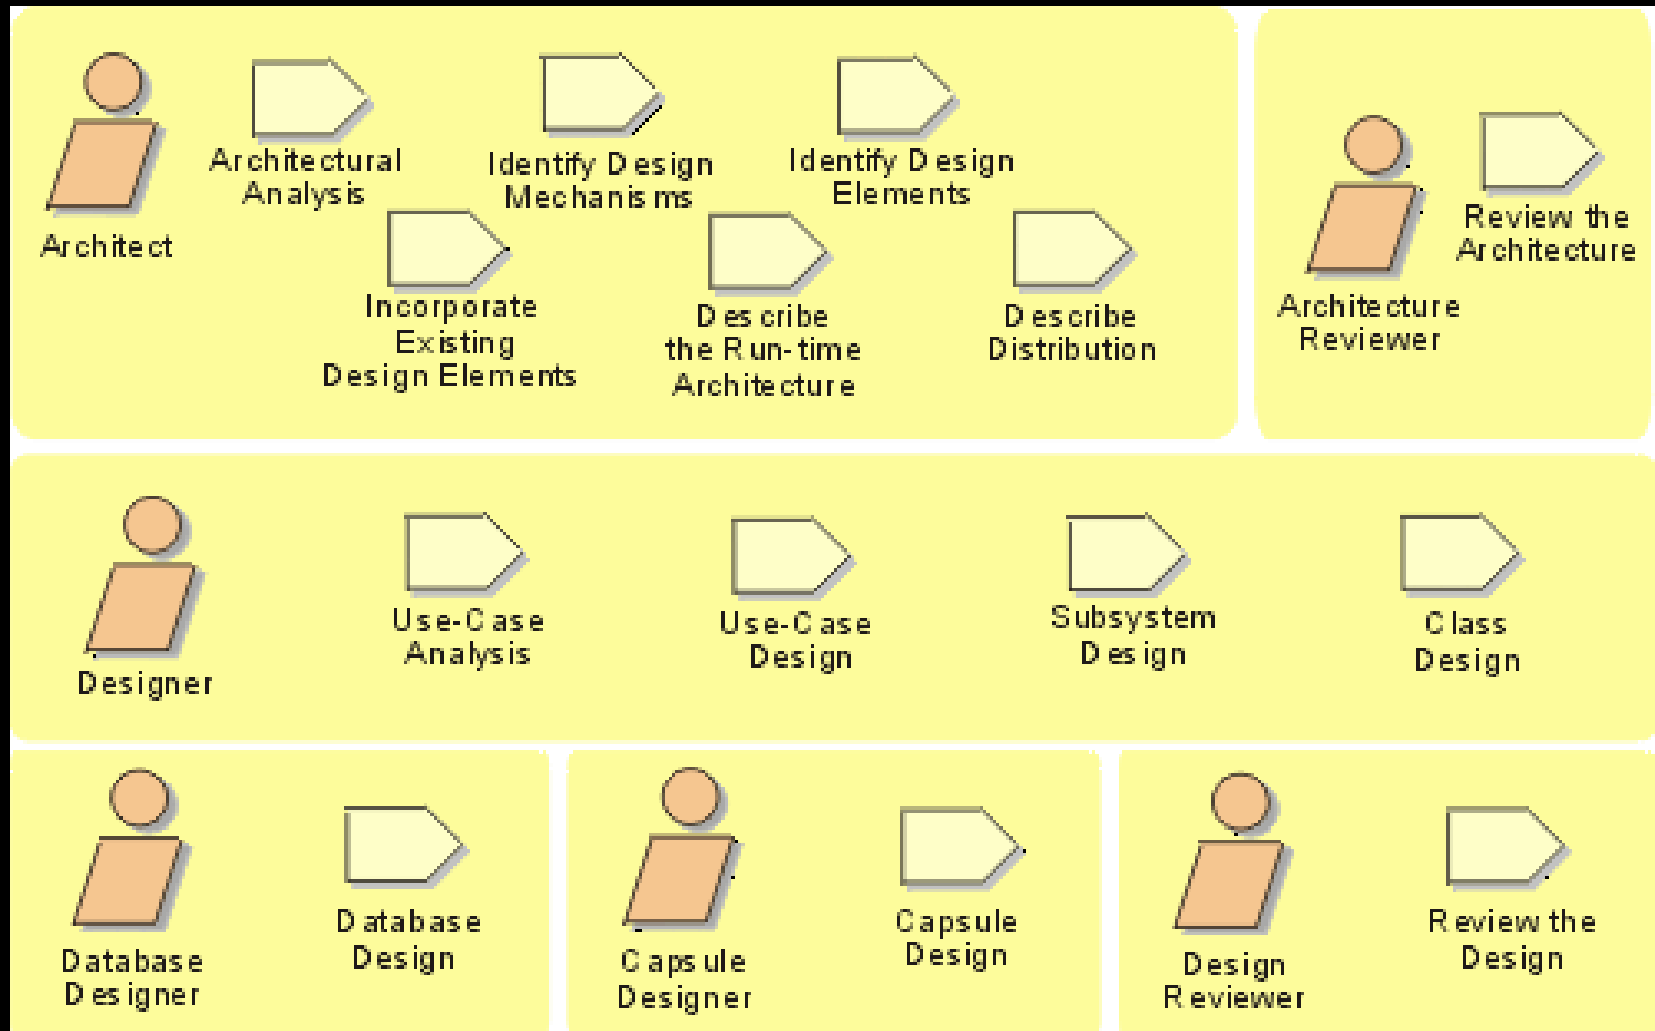 Architect
Architectural
Analysis
Identify Design
Mechanisms
Identify Design
Elements
Incorporate
Existing
Design Elements
Describe
the Run-time
Architecture
Describe
Distribution
Architecture
Reviewer
Review the
Architecture
Designer
Use-Case
Analysis
Use-Case
Design
Subsystem
Design
Class
Design
Database
Designer
Database
Design
Capsule
Designer
Capsule
Design
Design
Reviewer
Review the
Design